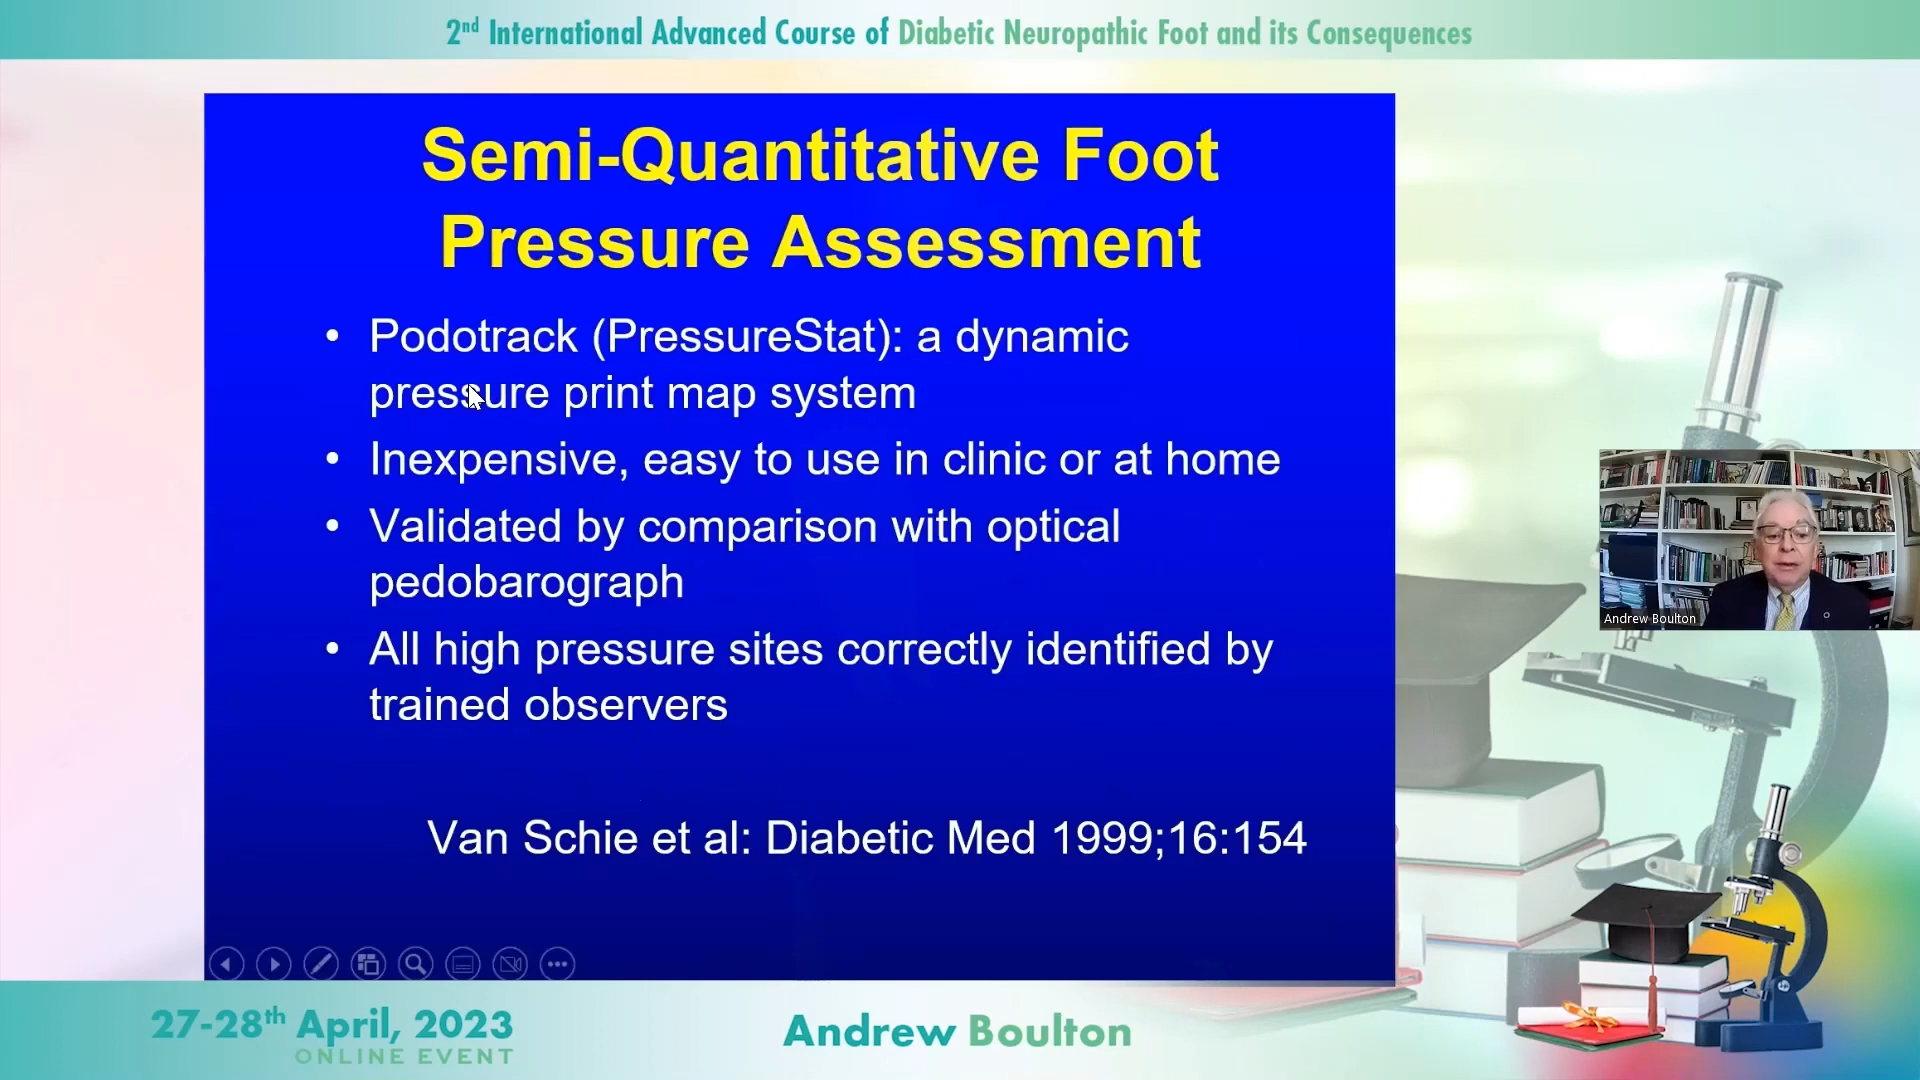 2nd International Advanced Course of Diabetic Neuropathic Foot and its Consequences
Semi-Quantitative Foot
Pressure Assessment
• Podotrack (PressureStat): a dynamic
pressure print map system
• Inexpensive, easy to use in clinic or at home
• Validated by comparison with optical
pedobarograph
• All high pressure sites correctly identified by
trained observers
Van Schie et al: Diabetic Med 1999;16:154
Andrew Boulton
27-28th April, 2023
ONLINE EVENT
Andrew Boulton